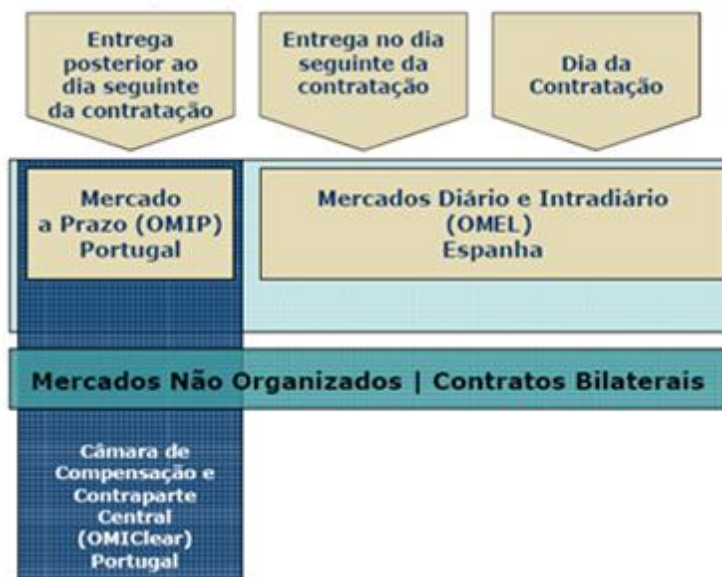 Entrega
posterior ao
dia seguinte
da contratação
Entrega no dia
seguinte da
contratação
Dia da
Contratação
Mercado
a Prazo (OMIP)
Portugal
Mercados Diário e Intradiário
(OMEL)
Espanha
Mercados Não Organizados | Contratos Bilaterais
Câmara de
Compensação e
Contraparte
Central
(OMIClear)
Portugal